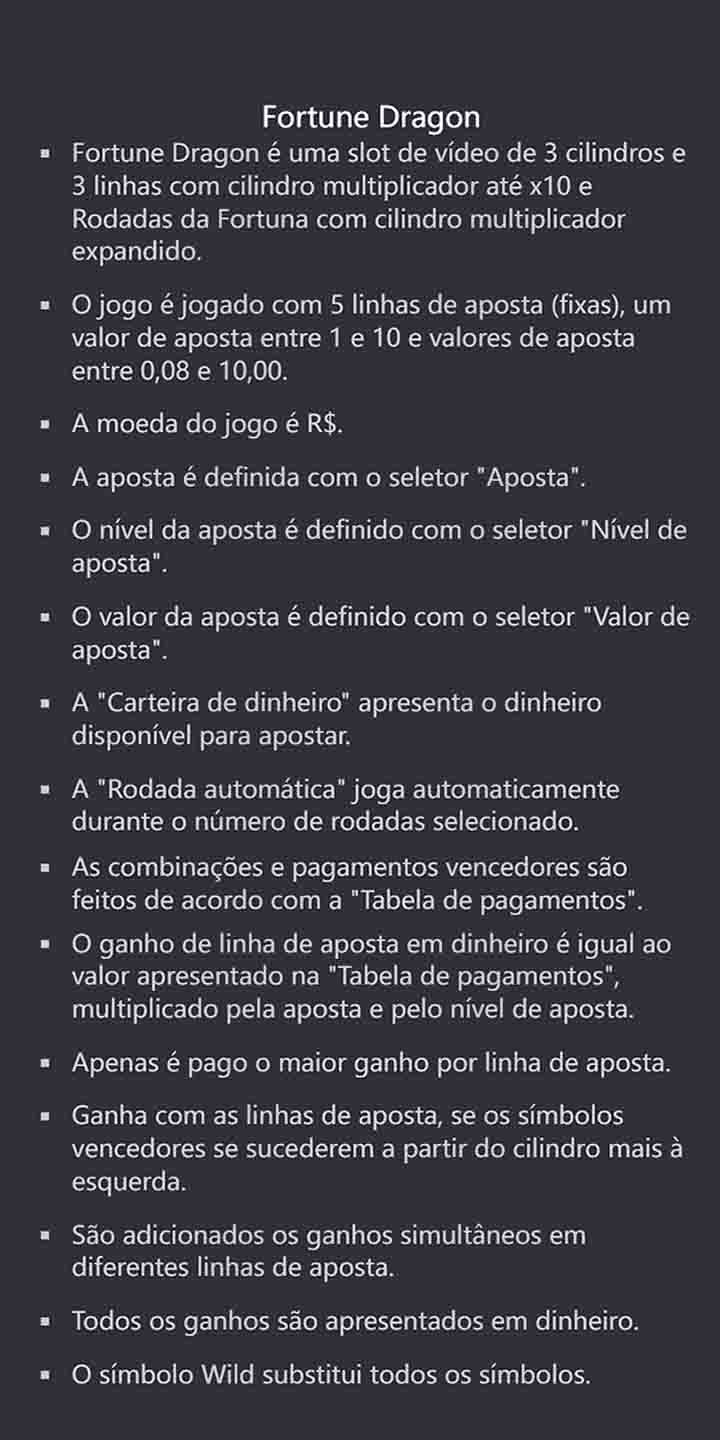 Fortune Dragon
▪ Fortune Dragon é uma slot de vídeo de 3 cilindros e
3 linhas com cilindro multiplicador até x10 e
Rodadas da Fortuna com cilindro multiplicador
expandido.
▪ O jogo é jogado com 5 linhas de aposta (fixas), um
valor de aposta entre 1 e 10 e valores de aposta
entre 0,08 e 10,00.
▪ A moeda do jogo é R$.
▪ A aposta é definida com o seletor "Aposta".
▪ O nível da aposta é definido com o seletor "Nível de
aposta".
▪ O valor da aposta é definido com o seletor "Valor de
aposta".
▪ A "Carteira de dinheiro" apresenta o dinheiro
disponível para apostar.
▪ A "Rodada automática" joga automaticamente
durante o número de rodadas selecionado.
▪ As combinações e pagamentos vencedores são
feitos de acordo com a "Tabela de pagamentos".
▪ O ganho de linha de aposta em dinheiro é igual ao
valor apresentado na "Tabela de pagamentos",
multiplicado pela aposta e pelo nível de aposta.
▪ Apenas é pago o maior ganho por linha de aposta.
▪ Ganha com as linhas de aposta, se os símbolos
vencedores se sucederem a partir do cilindro mais à
esquerda.
▪ São adicionados os ganhos simultâneos em
diferentes linhas de aposta.
▪ Todos os ganhos são apresentados em dinheiro.
▪ O símbolo Wild substitui todos os símbolos.